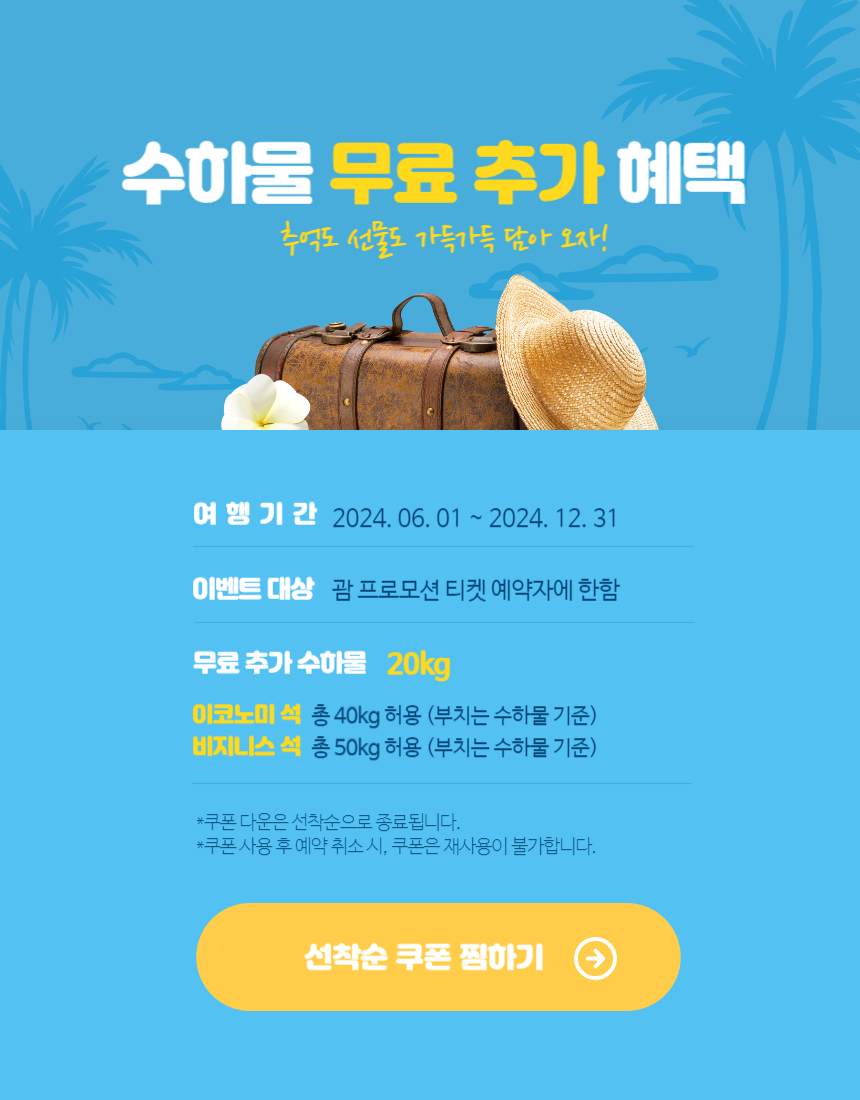 수하물 무료 추가 혜택
추억도 선물도 가득가득 담아 오자!
여 행 기 간 2024. 06. 01 ~ 2024. 12. 31
이벤트 대상 괌 프로모션 티켓 예약자에 한함
무료 추가 수하물 20kg
이코노미 석 총 40kg 허용 (부치는 수하물 기준)
비지니스 석 총 50kg 허용 (부치는 수하물 기준)
*쿠폰 다운은 선착순으로 종료됩니다.
*쿠폰 사용 후 예약 취소 시, 쿠폰은 재사용이 불가합니다.
선착순 쿠폰 찜하기